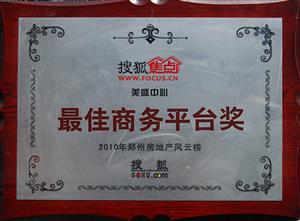 搜狐焦点
WWW.FOCUS.CN
美盛中心
最佳商务平台奖
2010年郑州房地产风云榜
搜狐
SOHU.com